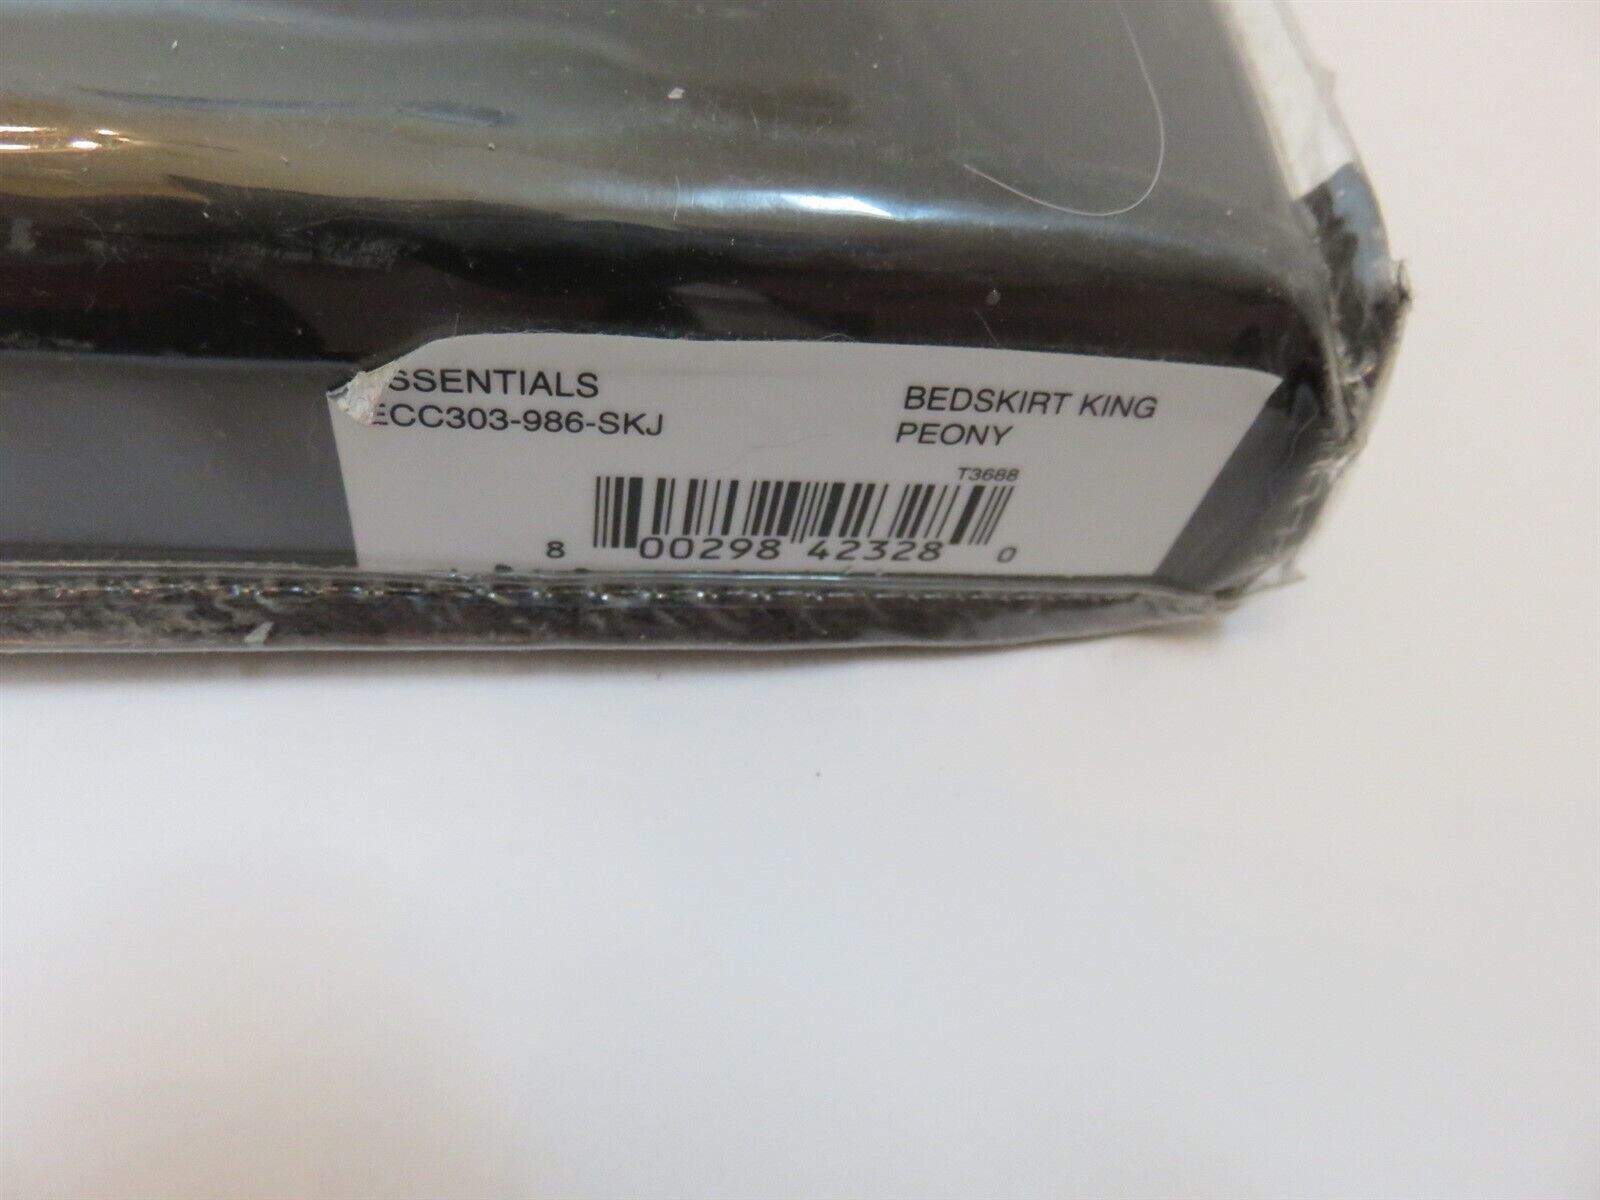 SSENTIALS
ECC303-986-SKJ
BEDSKIRT KING
PEONY
T3688
8 00298 42328 0